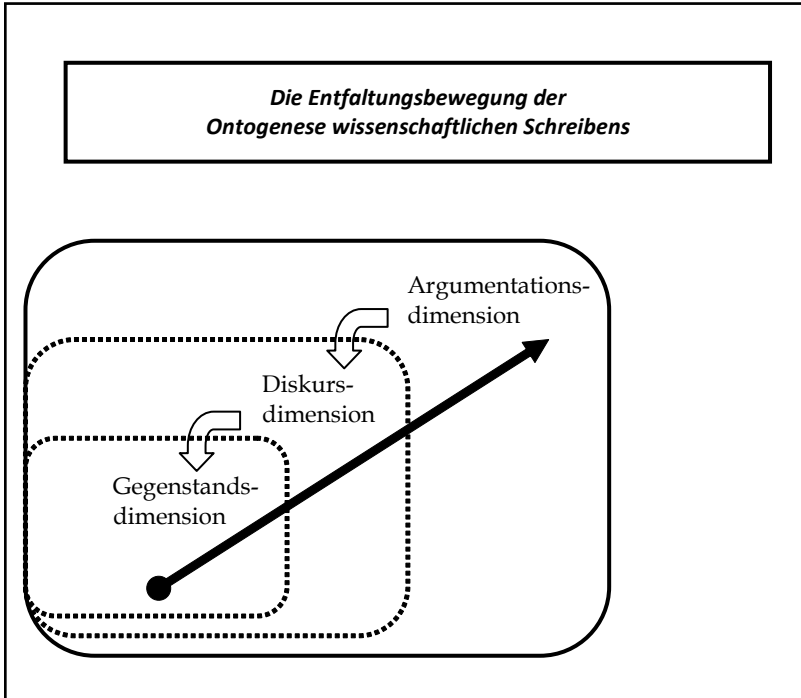 Die Entfaltungsbewegung der
Ontogenese wissenschaftlichen Schreibens
Argumentations-
dimension
Diskurs-
dimension
Gegenstands-
dimension